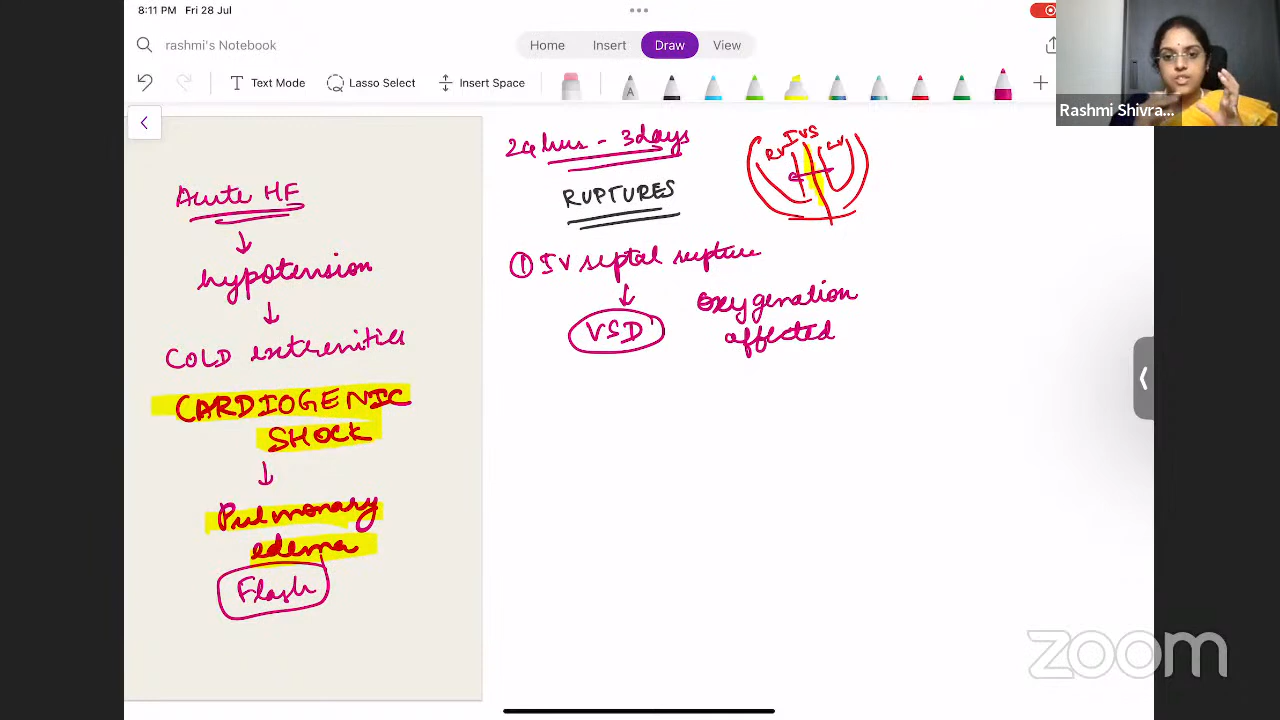 8:11 PM Fri 28 Jul
rashmi's Notebook
Home Insert Draw View
Text Mode Lasso Select Insert Space
A
Rashmi Shivra...
Acute HF
hypotension
COLD extremities
CARDIOGENIC
SHOCK
Pulmonary
edema
Flash
24 hrs - 3 days
RUPTURES
RV IVS LV
① IV septal rupture
VSD
Oxygenation
affected
zoom